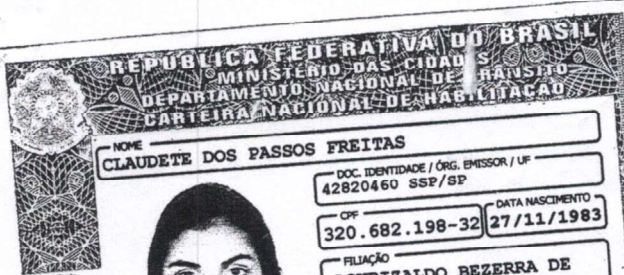 REPÚBLICA FEDERATIVA DO BRASIL
MINISTÉRIO DAS CIDADES
DEPARTAMENTO NACIONAL DE TRÂNSITO
CARTEIRA NACIONAL DE HABILITAÇÃO
NOME
CLAUDETE DOS PASSOS FREITAS
DOC. IDENTIDADE / ÓRG. EMISSOR / UF
42820460 SSP/SP
CPF
DATA NASCIMENTO
320.682.198-32
27/11/1983
FILIAÇÃO
BEZERRA DE